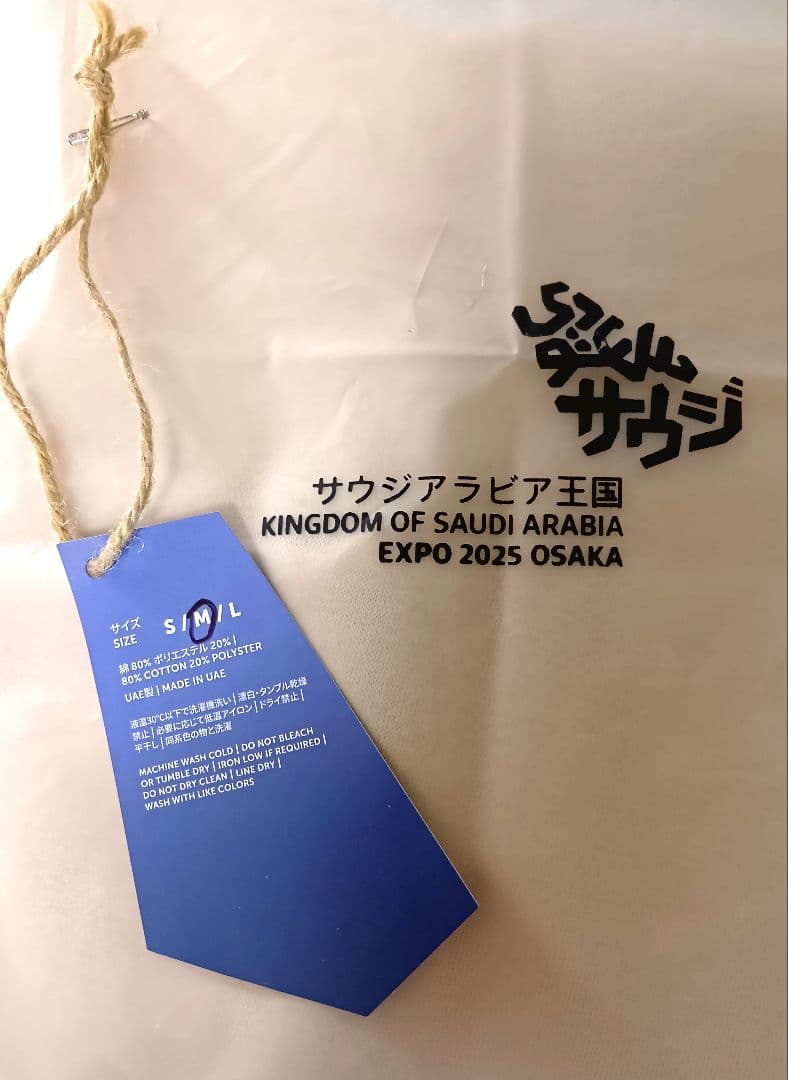 サウジ
サウジアラビア王国
KINGDOM OF SAUDI ARABIA
EXPO 2025 OSAKA
サイズ
SIZE
S / M / L
綿 80% ポリエステル 20% |
80% COTTON 20% POLYSTER
UAE製 | MADE IN UAE
液温30℃以下で洗濯機洗い | 漂白・タンブル乾燥
禁止 | 必要に応じて低温アイロン | ドライ禁止 |
平干し | 同系色の物と洗濯
MACHINE WASH COLD | DO NOT BLEACH
OR TUMBLE DRY | IRON LOW IF REQUIRED |
DO NOT DRY CLEAN | LINE DRY |
WASH WITH LIKE COLORS